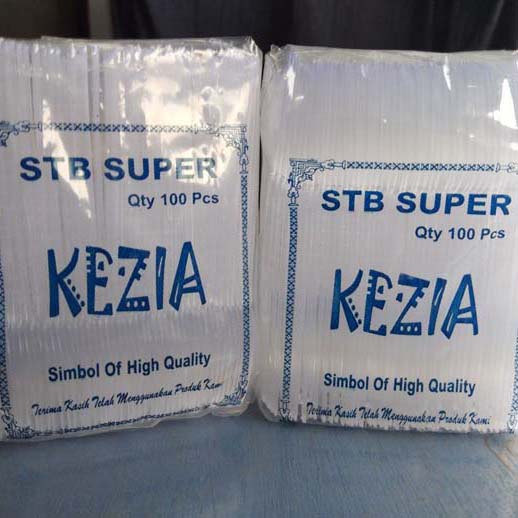 STB SUPER
Qty 100 Pcs
KEZIA
Simbol Of High Quality
Terima Kasih Telah Menggunakan Produk Kami
STB SUPER
Qty 100 Pcs
KEZIA
Simbol Of High Quality
Terima Kasih Telah Menggunakan Produk Kami